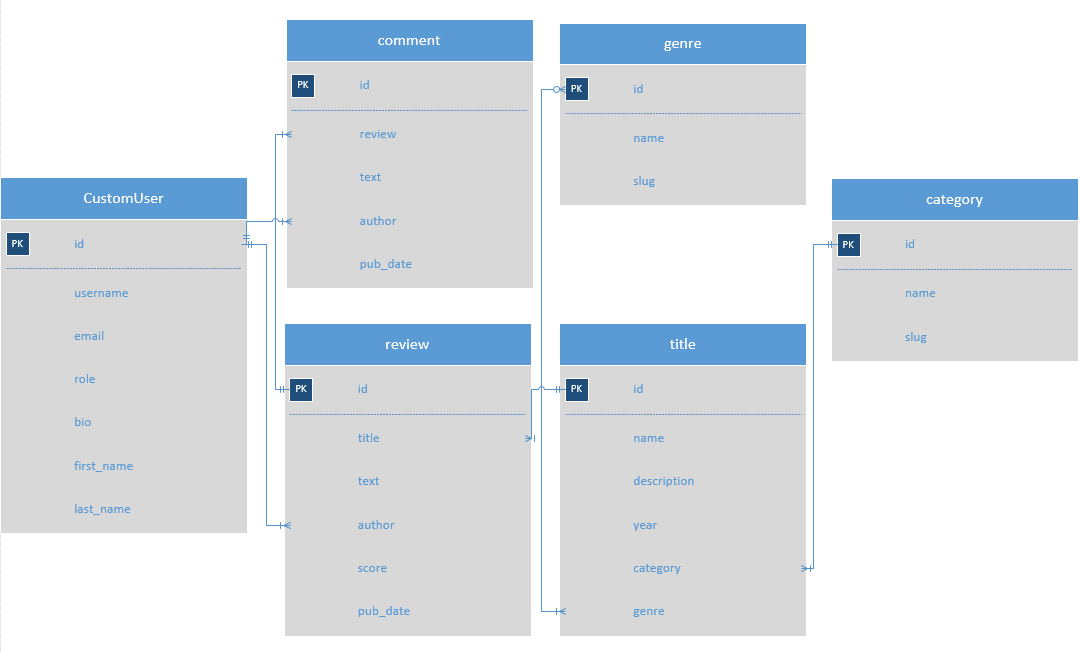 comment
PK id
review
text
author
pub_date
genre
PK id
name
slug
CustomUser
PK id
username
email
role
bio
first_name
last_name
category
PK id
name
slug
review
PK id
title
text
author
score
pub_date
title
PK id
name
description
year
category
genre